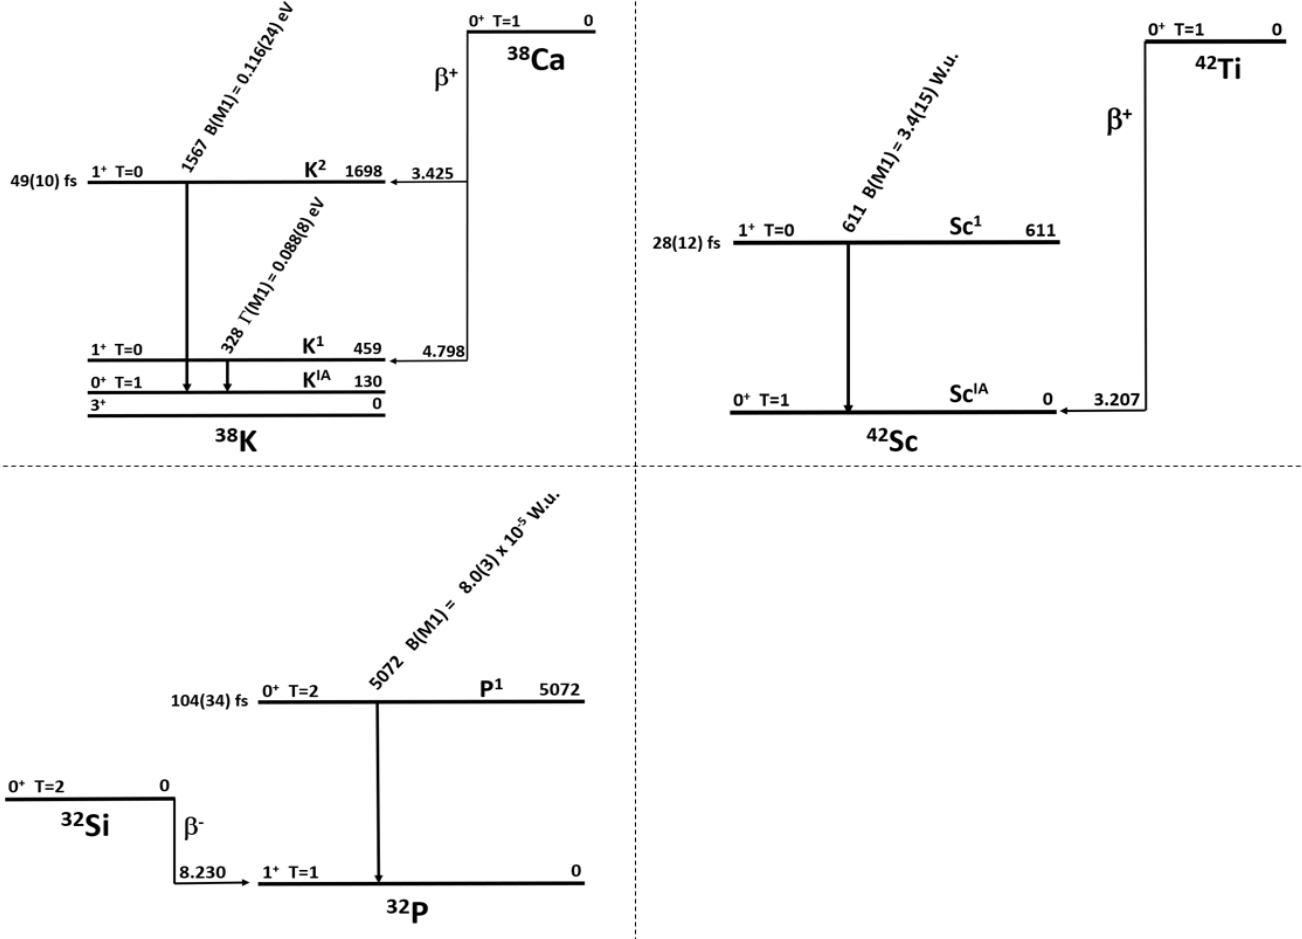 0⁺ T=1 0
³⁸Ca
β⁺
1567 B(M1) = 0.116(24) eV
49(10) fs 1⁺ T=0 K² 1698 3.425
328 Γ(M1) = 0.088(8) eV
1⁺ T=0 K¹ 459 4.798
0⁺ T=1 Kᴵᴬ 130
3⁺ 0
³⁸K
0⁺ T=1 0
⁴²Ti
β⁺
611 B(M1) = 3.4(15) W.u.
28(12) fs 1⁺ T=0 Sc¹ 611
0⁺ T=1 Scᴵᴬ 0 3.207
⁴²Sc
5072 B(M1) = 8.0(3) x 10⁻⁵ W.u.
104(34) fs 0⁺ T=2 P¹ 5072
0⁺ T=2 0
³²Si
β⁻
8.230 1⁺ T=1 0
³²P